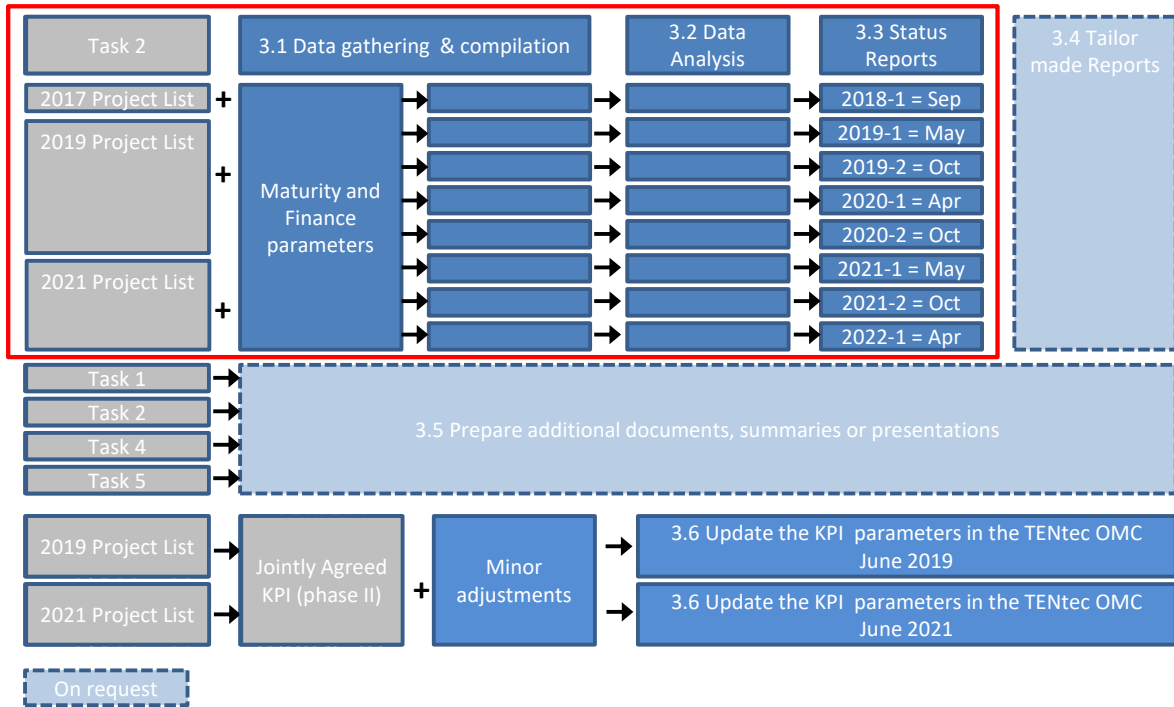 Task 2
3.1 Data gathering & compilation
3.2 Data
Analysis
3.3 Status
Reports
3.4 Tailor
made Reports
2017 Project List
+
2018-1 = Sep
2019 Project List
+
Maturity and
Finance
parameters
2019-1 = May
2019-2 = Oct
2020-1 = Apr
2020-2 = Oct
2021 Project List
+
2021-1 = May
2021-2 = Oct
2022-1 = Apr
Task 1
Task 2
Task 4
Task 5
3.5 Prepare additional documents, summaries or presentations
2019 Project List
2021 Project List
Jointly Agreed
KPI (phase II)
+
Minor
adjustments
3.6 Update the KPI parameters in the TENtec OMC
June 2019
3.6 Update the KPI parameters in the TENtec OMC
June 2021
On request